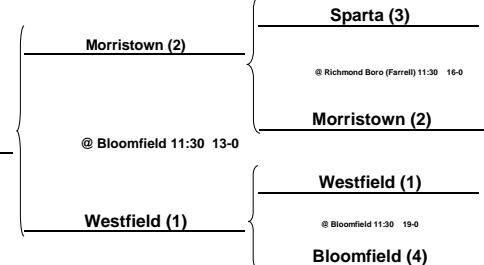 Sparta (3)
Morristown (2)
@ Richmond Boro (Farrell) 11:30 16-0
Morristown (2)
@ Bloomfield 11:30 13-0
Westfield (1)
Westfield (1)
@ Bloomfield 11:30 19-0
Bloomfield (4)